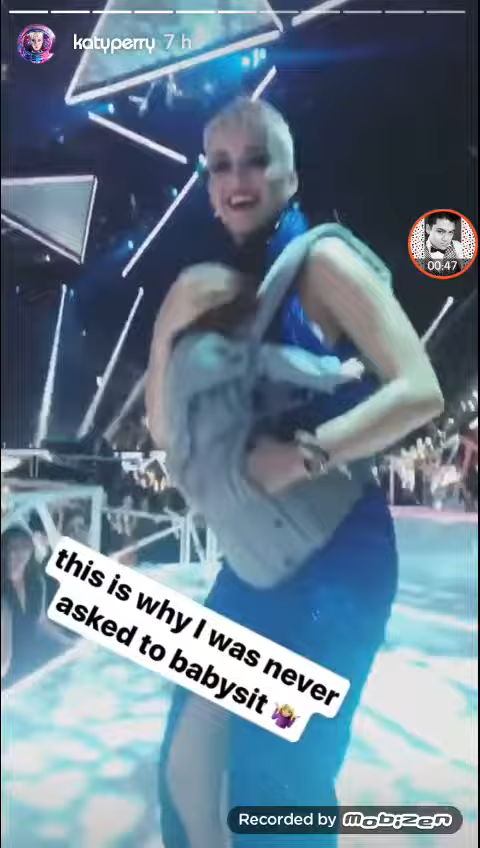 katyperry 7 h
00:47
this is why I was never
asked to babysit 🤷‍♀️
Recorded by Mobizen